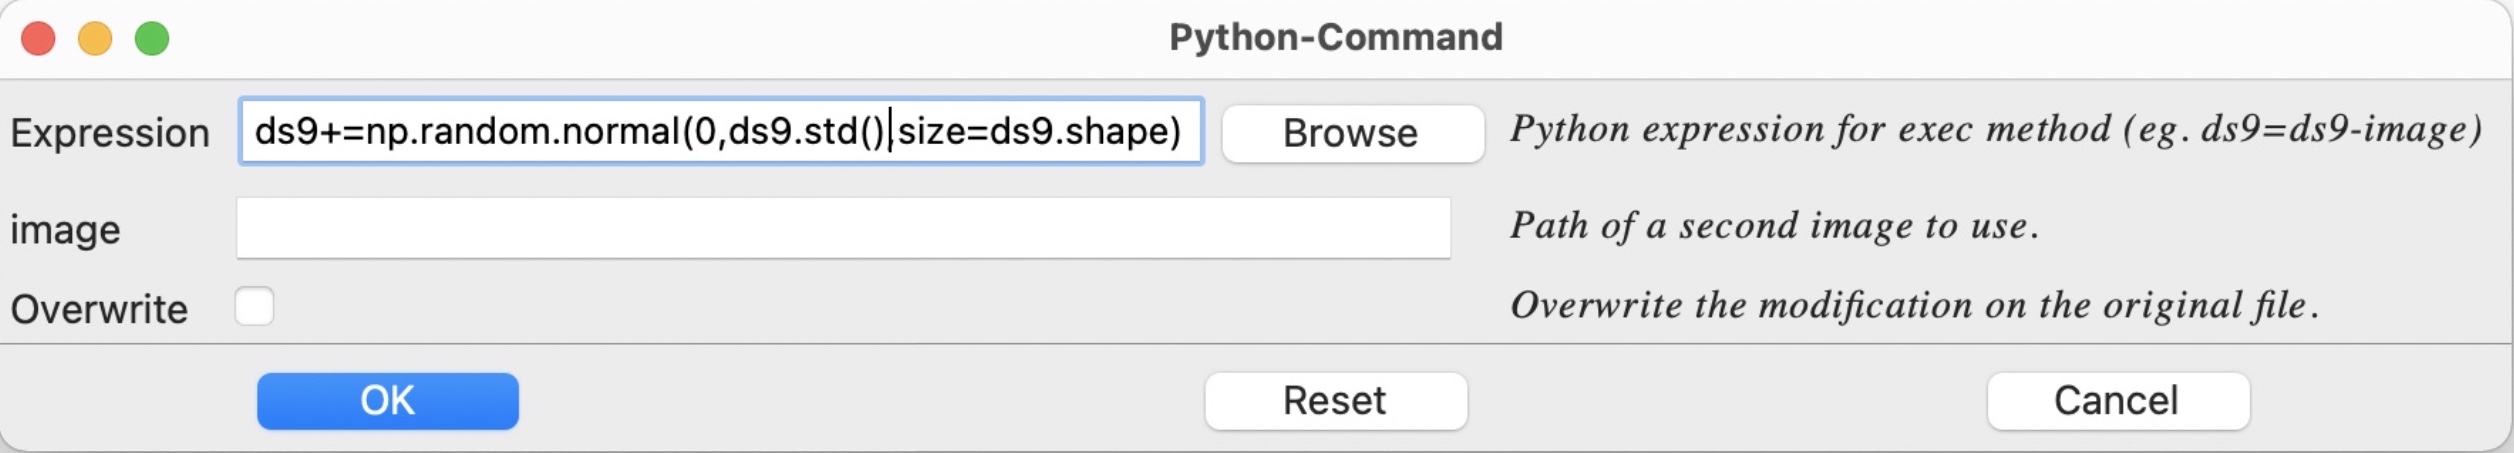 Python-Command
Expression ds9+=np.random.normal(0,ds9.std(),size=ds9.shape) Browse Python expression for exec method (eg. ds9=ds9-image)
image Path of a second image to use.
Overwrite Overwrite the modification on the original file.
OK Reset Cancel